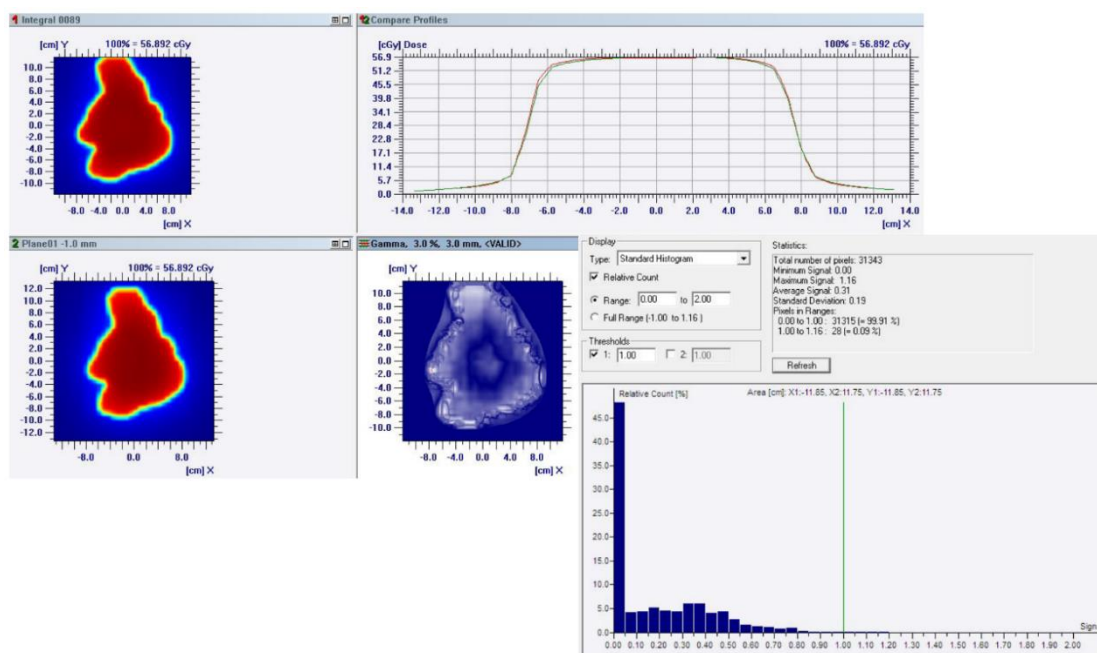 1 Integral 0089
[cm] Y
100% = 56.892 cGy
10.0
8.0
6.0
4.0
2.0
0.0
-2.0
-4.0
-6.0
-8.0
-10.0
-8.0 -4.0 0.0 4.0 8.0
[cm] X
12 Compare Profiles
[cGy] Dose
100% = 56.892 cGy
56.9
51.2
45.5
39.8
34.1
28.4
22.8
17.1
11.4
5.7
0.0
-14.0 -12.0 -10.0 -8.0 -6.0 -4.0 -2.0 0.0 2.0 4.0 6.0 8.0 10.0 12.0 14.0
[cm] X
2 Plane01 -1.0 mm
[cm] Y
100% = 56.892 cGy
12.0
10.0
8.0
6.0
4.0
2.0
0.0
-2.0
-4.0
-6.0
-8.0
-10.0
-12.0
-8.0 -4.0 0.0 4.0 8.0
[cm] X
Gamma, 3.0 %, 3.0 mm, <VALID>
[cm] Y
10.0
8.0
6.0
4.0
2.0
0.0
-2.0
-4.0
-6.0
-8.0
-10.0
-8.0 -4.0 0.0 4.0 8.0
[cm] X
Display
Type: Standard Histogram
Relative Count
Range: 0.00 to 2.00
Full Range (-1.00 to 1.16 )
Thresholds
1: 1.00 2: 1.00
Statistics:
Total number of pixels: 31343
Minimum Signal: 0.00
Maximum Signal: 1.16
Average Signal: 0.31
Standard Deviation: 0.19
Pixels in Ranges:
0.00 to 1.00 : 31315 (= 99.91 %)
1.00 to 1.16 : 28 (= 0.09 %)
Refresh
Relative Count [%]
Area [cm]: X1:-11.85, X2:11.75, Y1:-11.85, Y2:11.75
45.0
40.0
35.0
30.0
25.0
20.0
15.0
10.0
5.0
0.0
Sign
0.00 0.10 0.20 0.30 0.40 0.50 0.60 0.70 0.80 0.90 1.00 1.10 1.20 1.30 1.40 1.50 1.60 1.70 1.80 1.90 2.00